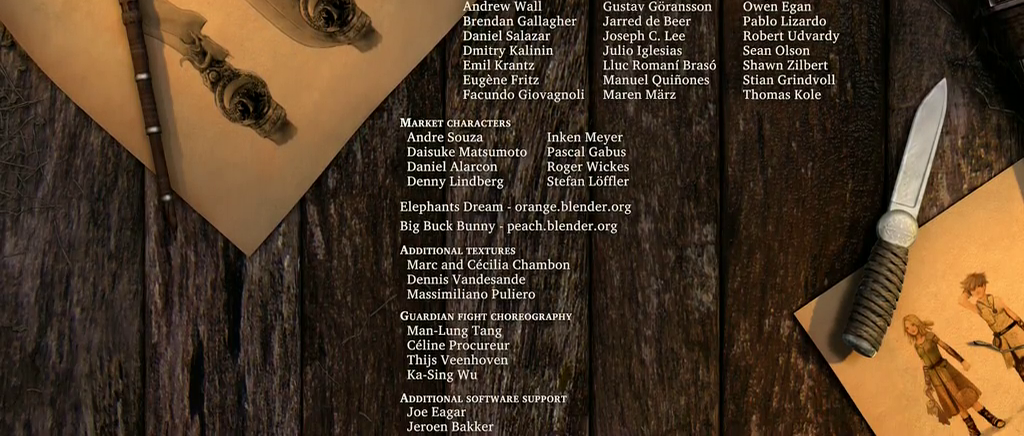 Andrew Wall Gustav Göransson Owen Egan
Brendan Gallagher Jarred de Beer Pablo Lizardo
Daniel Salazar Joseph C. Lee Robert Udvardy
Dmitry Kalinin Julio Iglesias Sean Olson
Emil Krantz Lluc Romaní Brasó Shawn Zilbert
Eugène Fritz Manuel Quiñones Stian Grindvoll
Facundo Giovagnoli Maren März Thomas Kole
Market characters
Andre Souza Inken Meyer
Daisuke Matsumoto Pascal Gabus
Daniel Alarcon Roger Wickes
Denny Lindberg Stefan Löffler
Elephants Dream - orange.blender.org
Big Buck Bunny - peach.blender.org
Additional textures
Marc and Cécilia Chambon
Dennis Vandesande
Massimiliano Puliero
Guardian fight choreography
Man-Lung Tang
Céline Procureur
Thijs Veenhoven
Ka-Sing Wu
Additional software support
Joe Eagar
Jeroen Bakker